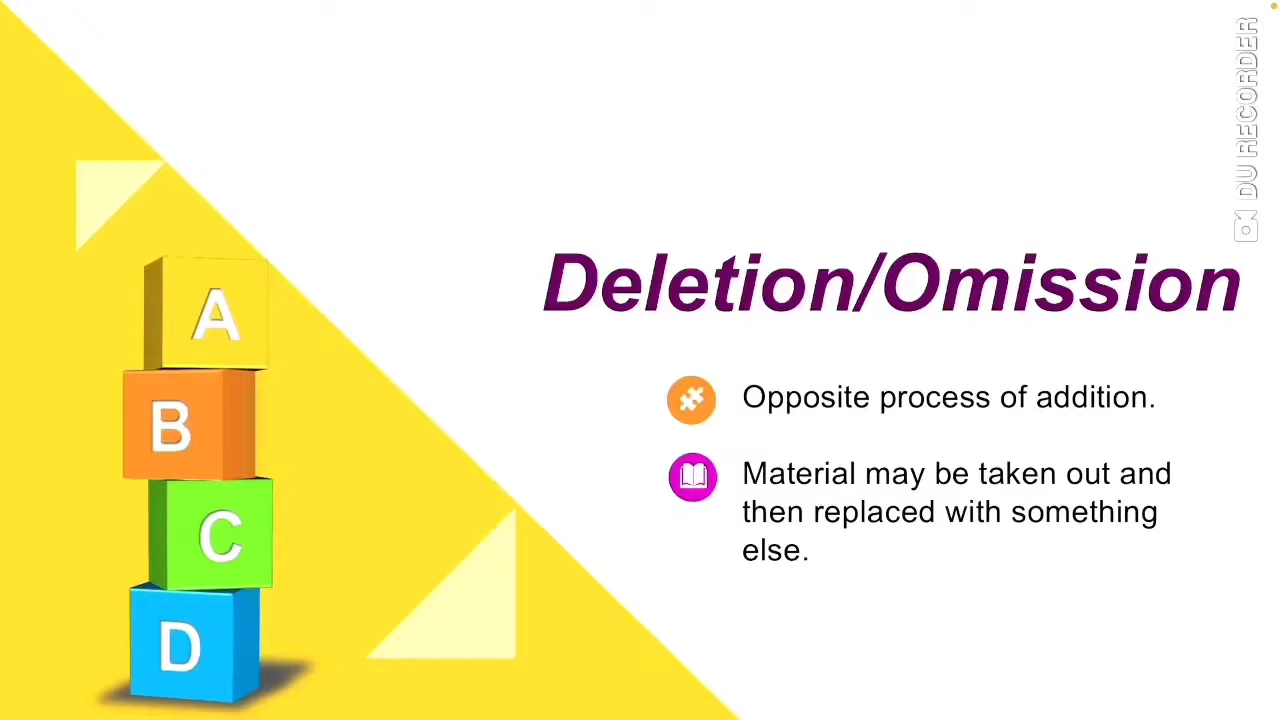 DU RECORDER
Deletion/Omission
Opposite process of addition.
Material may be taken out and
then replaced with something
else.
A
B
C
D